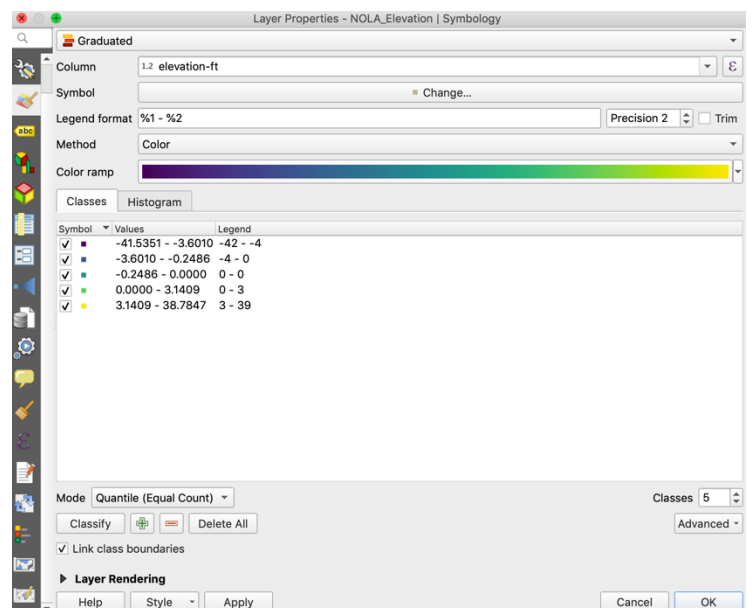 Layer Properties - NOLA_Elevation | Symbology
Graduated
Column 1.2 elevation-ft ε
Symbol Change...
Legend format %1 - %2 Precision 2 Trim
Method Color
Color ramp
Classes Histogram
Symbol Values Legend
-41.5351 - -3.6010 -42 - -4
-3.6010 - -0.2486 -4 - 0
-0.2486 - 0.0000 0 - 0
0.0000 - 3.1409 0 - 3
3.1409 - 38.7847 3 - 39
Mode Quantile (Equal Count) Classes 5
Classify Delete All Advanced
Link class boundaries
Layer Rendering
Help Style Apply Cancel OK
abc